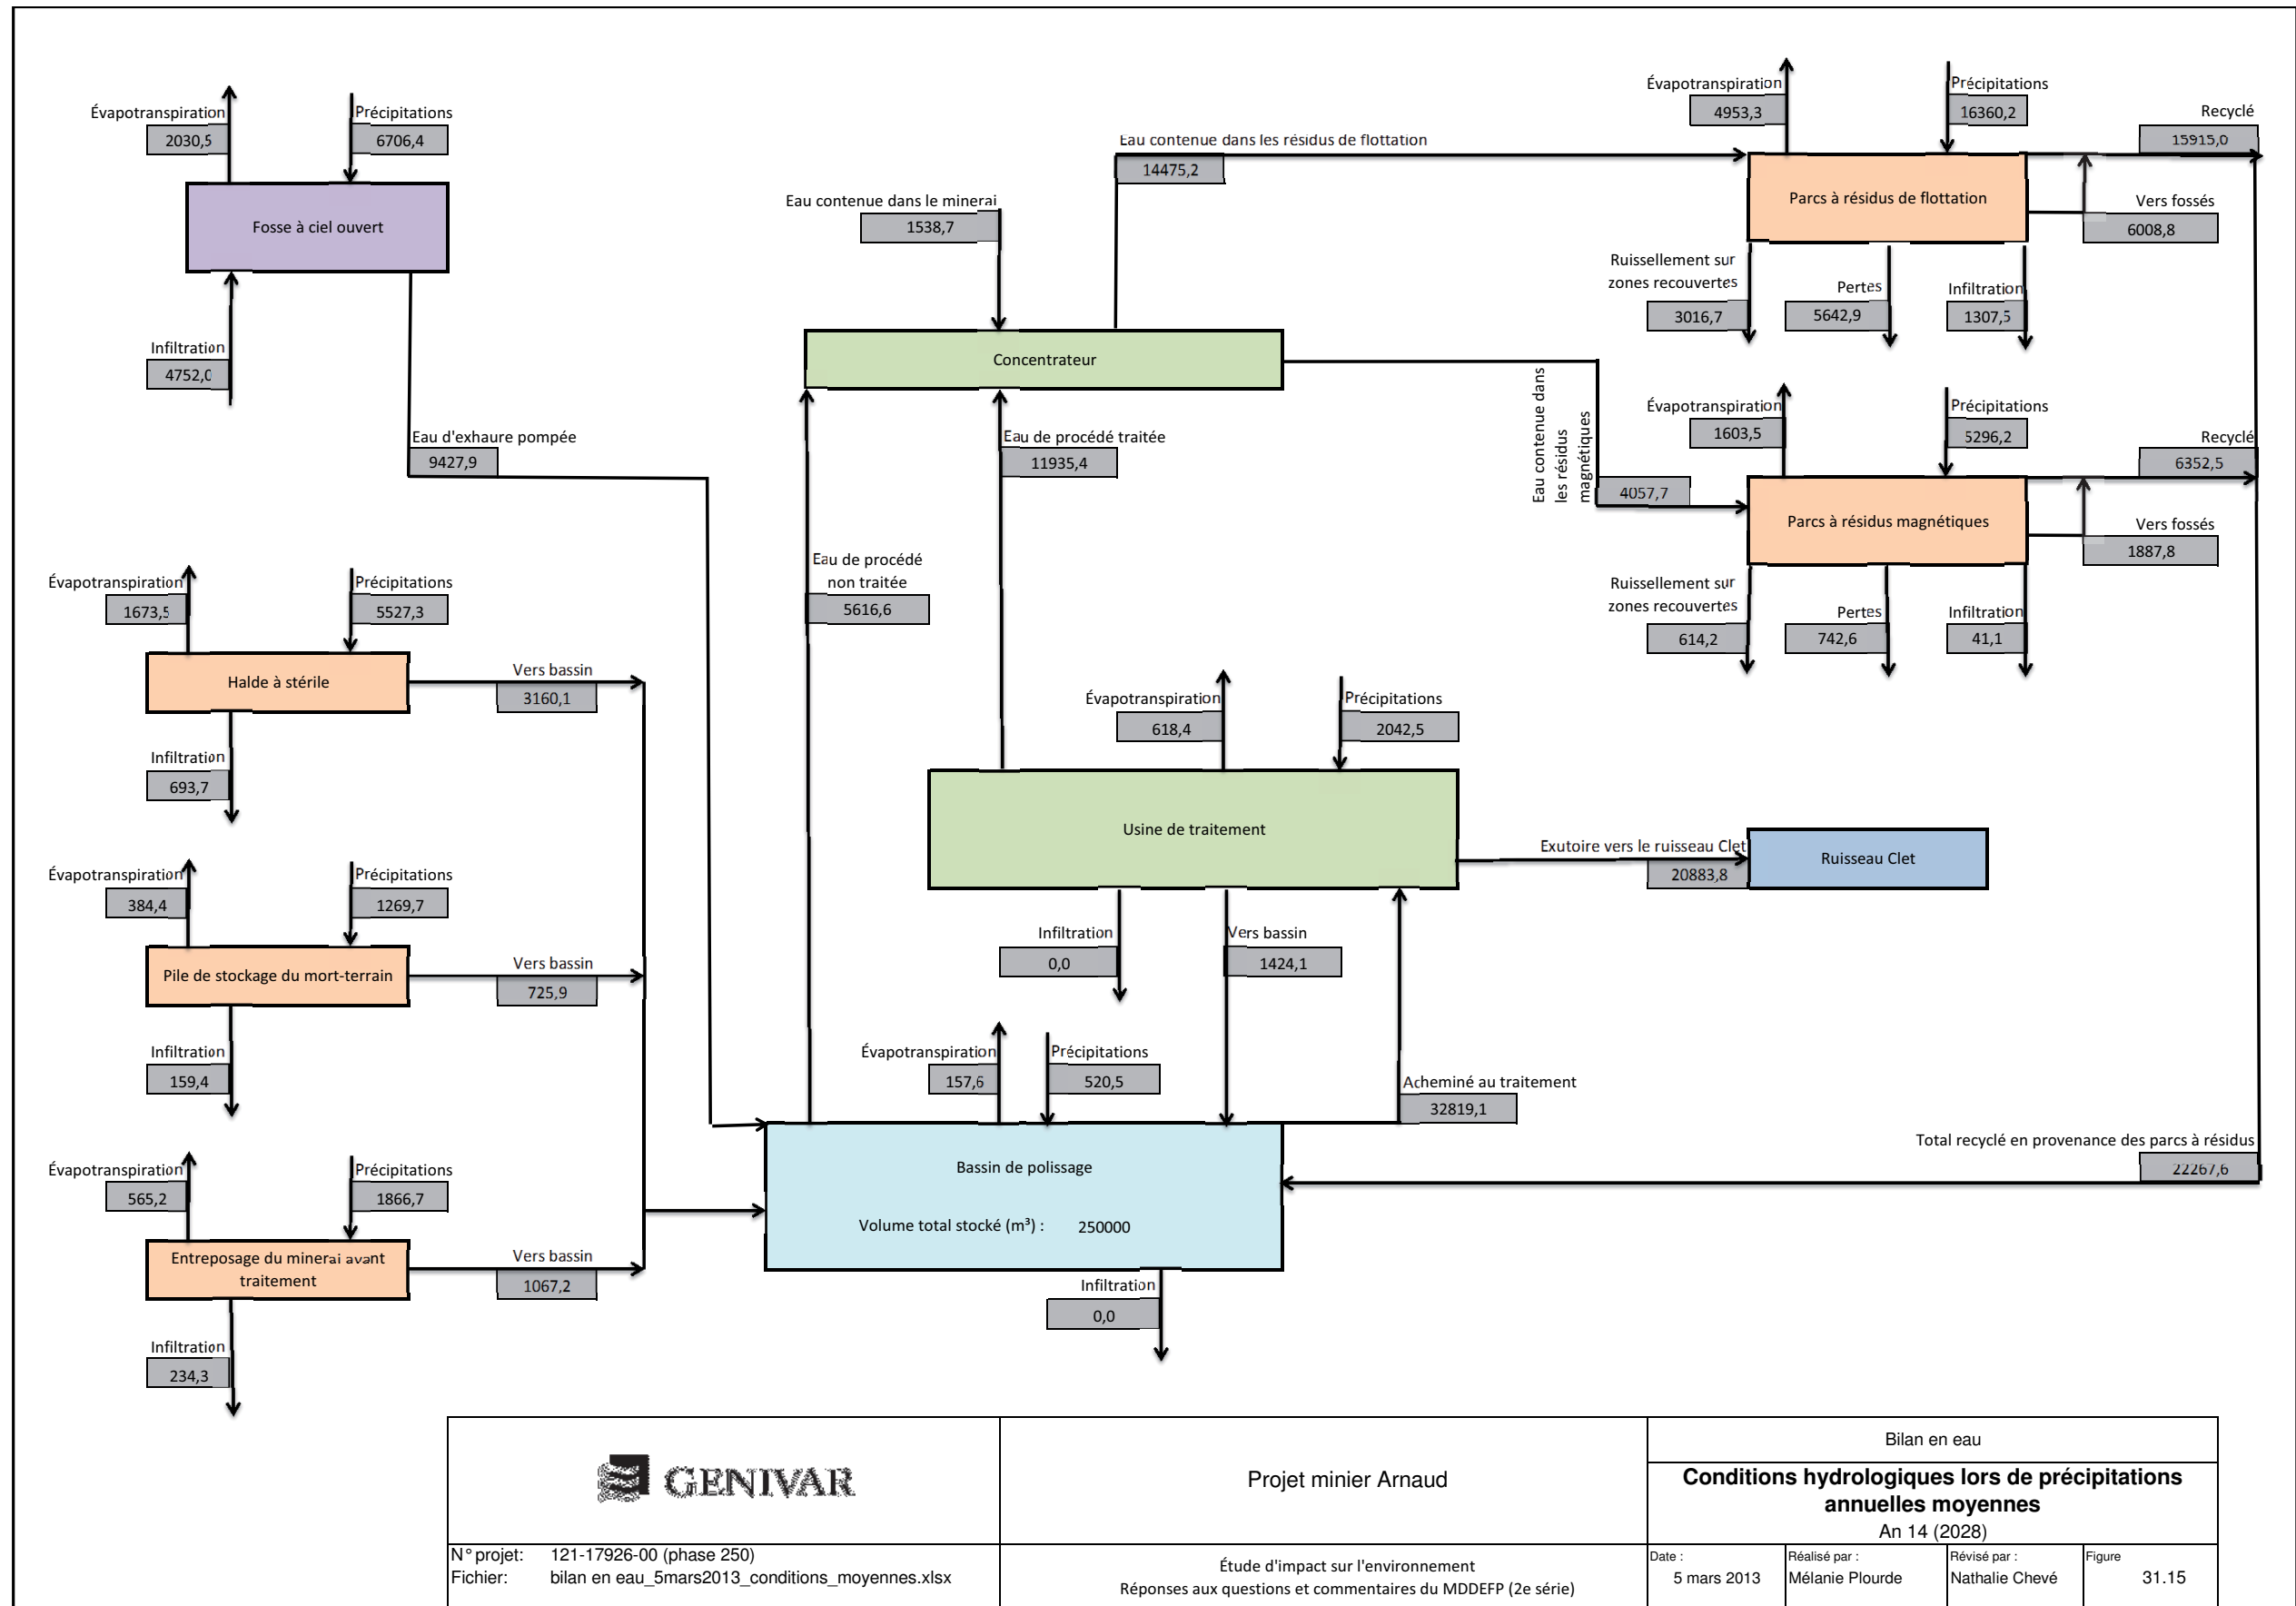 Évapotranspiration
2030,5
Précipitations
6706,4
Fosse à ciel ouvert
Infiltration
4752,0
Eau d'exhaure pompée
9427,9
Évapotranspiration
1673,5
Précipitations
5527,3
Halde à stérile
Vers bassin
3160,1
Infiltration
693,7
Évapotranspiration
384,4
Précipitations
1269,7
Pile de stockage du mort-terrain
Vers bassin
725,9
Infiltration
159,4
Évapotranspiration
565,2
Précipitations
1866,7
Entreposage du minerai avant
traitement
Vers bassin
1067,2
Infiltration
234,3
Eau contenue dans le minerai
1538,7
Eau contenue dans les résidus de flottation
14475,2
Concentrateur
Eau de procédé traitée
11935,4
Eau de procédé
non traitée
5616,6
Eau contenue dans
les résidus
magnétiques
4057,7
Évapotranspiration
618,4
Précipitations
2042,5
Usine de traitement
Exutoire vers le ruisseau Clet
20883,8
Ruisseau Clet
Infiltration
0,0
Vers bassin
1424,1
Évapotranspiration
157,6
Précipitations
520,5
Acheminé au traitement
32819,1
Bassin de polissage
Volume total stocké (m³) : 250000
Infiltration
0,0
Évapotranspiration
4953,3
Précipitations
16360,2
Recyclé
15915,0
Parcs à résidus de flottation
Vers fossés
6008,8
Ruissellement sur
zones recouvertes
3016,7
Pertes
5642,9
Infiltration
1307,5
Évapotranspiration
1603,5
Précipitations
5296,2
Recyclé
6352,5
Parcs à résidus magnétiques
Vers fossés
1887,8
Ruissellement sur
zones recouvertes
614,2
Pertes
742,6
Infiltration
41,1
Total recyclé en provenance des parcs à résidus
22267,6
GENIVAR
N° projet: 121-17926-00 (phase 250)
Fichier: bilan en eau_5mars2013_conditions_moyennes.xlsx
Projet minier Arnaud
Étude d'impact sur l'environnement
Réponses aux questions et commentaires du MDDEFP (2e série)
Bilan en eau
Conditions hydrologiques lors de précipitations
annuelles moyennes
An 14 (2028)
Date :
5 mars 2013
Réalisé par :
Mélanie Plourde
Révisé par :
Nathalie Chevé
Figure
31.15